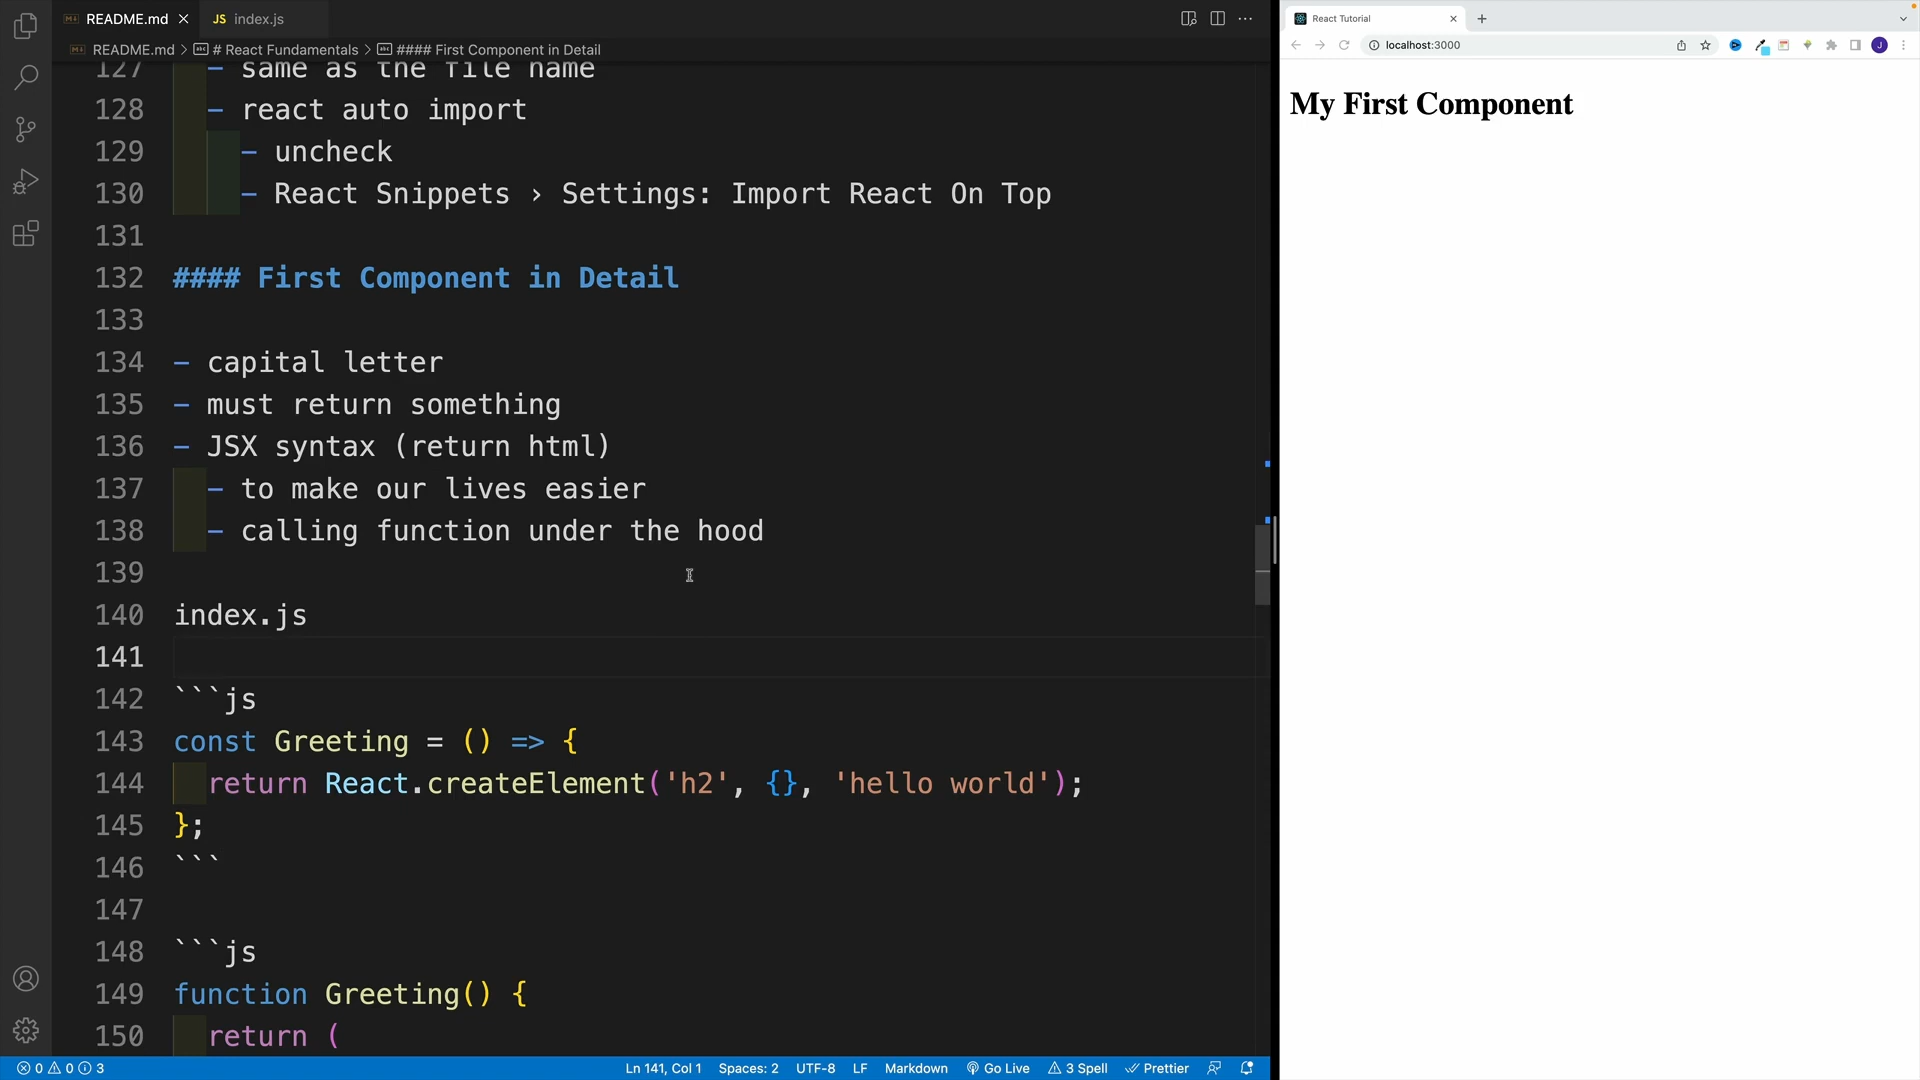 README.md
JS index.js
README.md > # React Fundamentals > #### First Component in Detail
127 - same as the file name
128 - react auto import
129 - uncheck
130 - React Snippets › Settings: Import React On Top
131
132 #### First Component in Detail
133
134 - capital letter
135 - must return something
136 - JSX syntax (return html)
137 - to make our lives easier
138 - calling function under the hood
139
140 index.js
141
142 ```js
143 const Greeting = () => {
144 return React.createElement('h2', {}, 'hello world');
145 };
146 ```
147
148 ```js
149 function Greeting() {
150 return (
0 0 3
Ln 141, Col 1 Spaces: 2 UTF-8 LF Markdown Go Live 3 Spell Prettier
React Tutorial
localhost:3000
J
My First Component